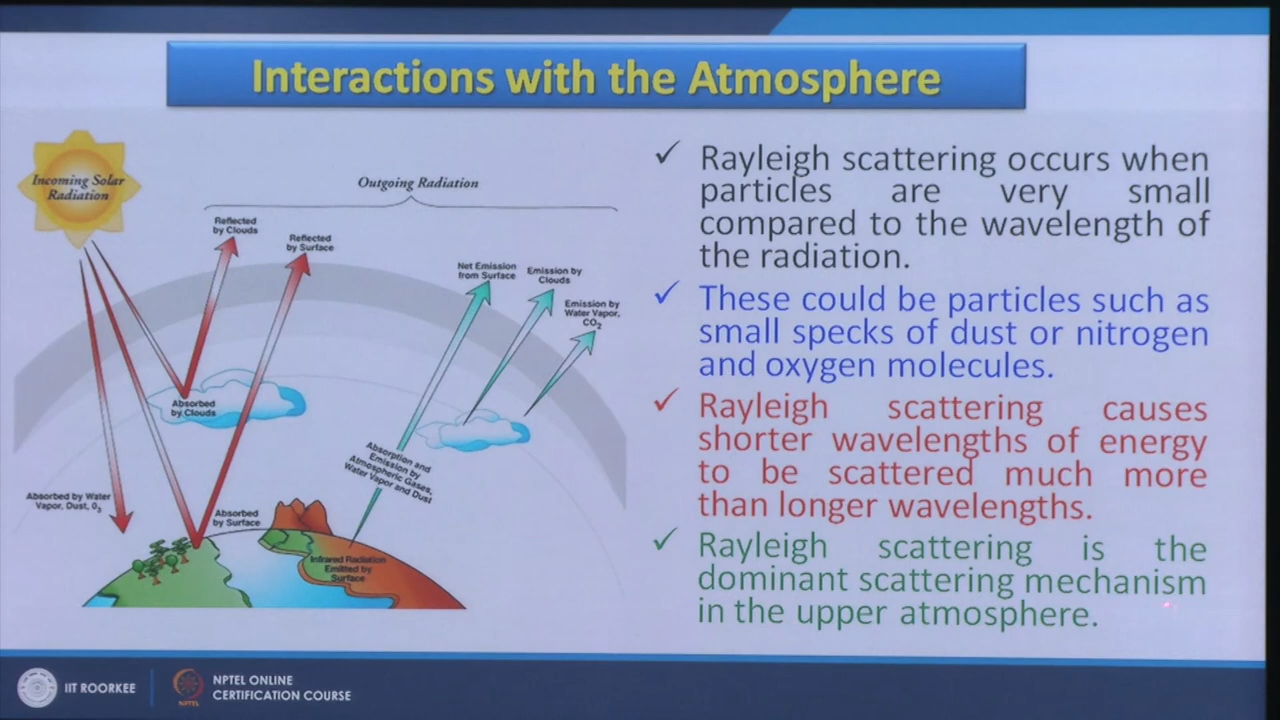 Interactions with the Atmosphere
Incoming Solar
Radiation
Outgoing Radiation
Reflected
by Clouds
Reflected
by Surface
Net Emission
from Surface
Emission by
Clouds
Emission by
Water Vapor,
CO2
Absorbed
by Clouds
Absorption and
Emission by
Atmospheric Gases,
Water Vapor and Dust
Absorbed by Water
Vapor, Dust, O3
Absorbed
by Surface
Infrared Radiation
Emitted by
Surface
✓ Rayleigh scattering occurs when
particles are very small
compared to the wavelength of
the radiation.
✓ These could be particles such as
small specks of dust or nitrogen
and oxygen molecules.
✓ Rayleigh scattering causes
shorter wavelengths of energy
to be scattered much more
than longer wavelengths.
✓ Rayleigh scattering is the
dominant scattering mechanism
in the upper atmosphere.
IIT ROORKEE
NPTEL
NPTEL ONLINE
CERTIFICATION COURSE